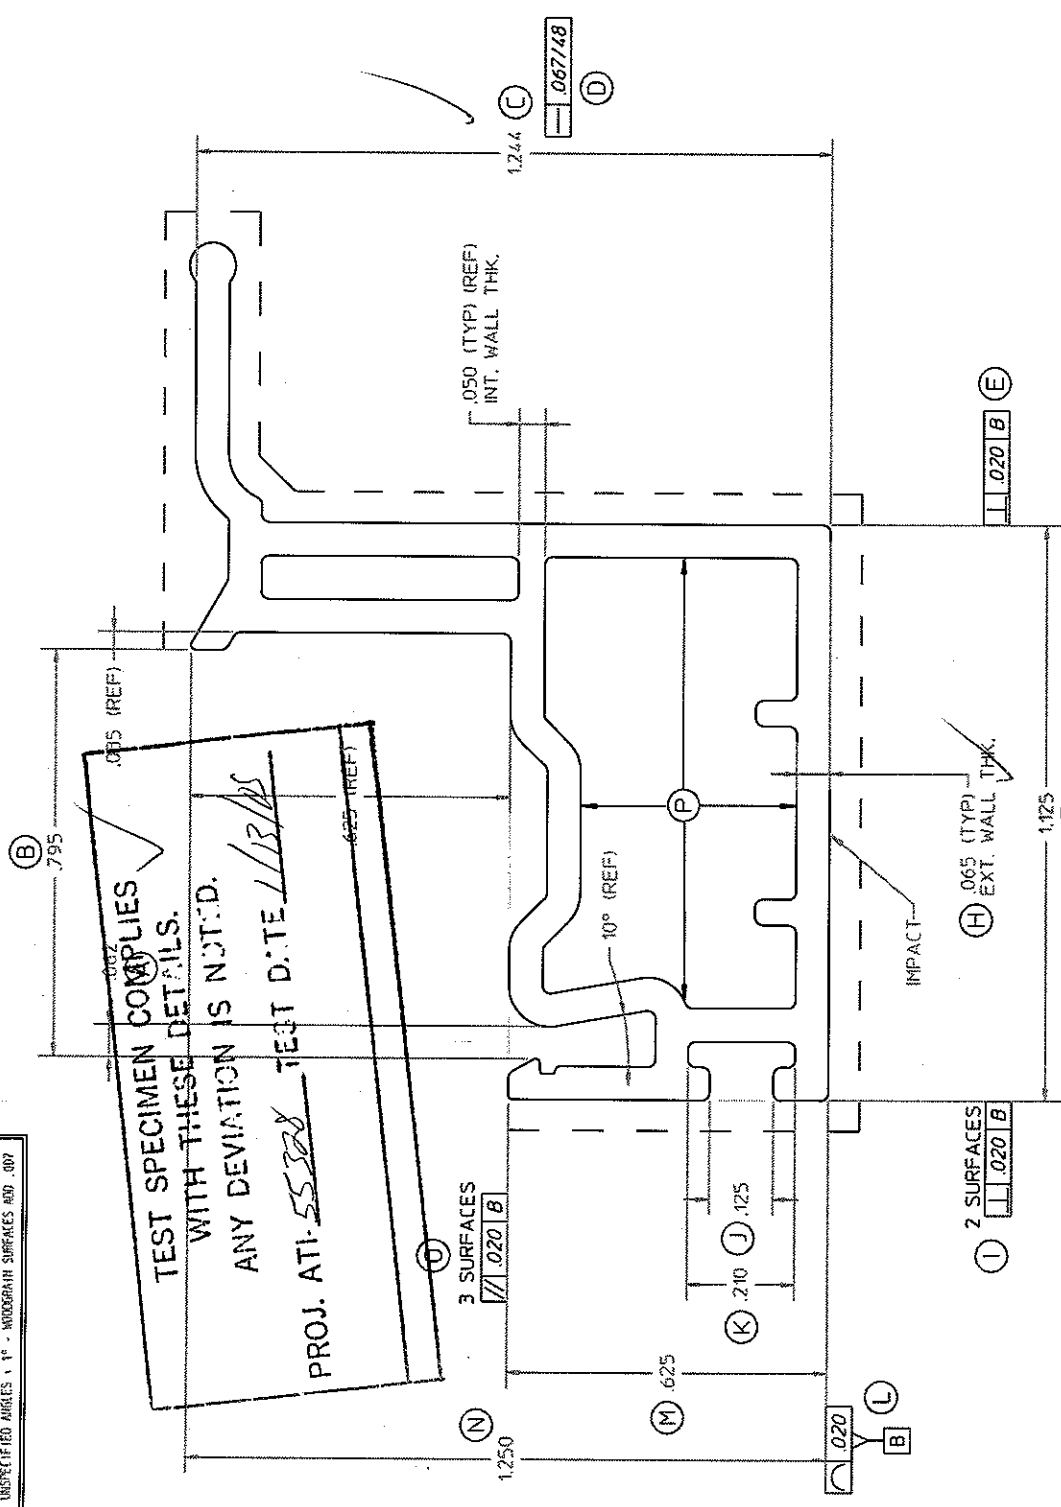 UNSPECIFIED ANGLES ± 1° - WOODGRAIN SURFACES ADD .007
B
.795
.035 (REF)
.062
TEST SPECIMEN COMPLIES
WITH THESE DETAILS.
ANY DEVIATION IS NOTED.
PROJ. ATI-55328 TEST DATE
.625 (REF)
C
1.244
.067/48
D
.050 (TYP) (REF)
INT. WALL THK.
P
10° (REF)
3 SURFACES
// .020 B
N
1.250
M .625
K .210
J .125
L
.020
B
I
2 SURFACES
⊥ .020 B
IMPACT
H .065 (TYP)
EXT. WALL THK.
⊥ .020 B
E
1.125